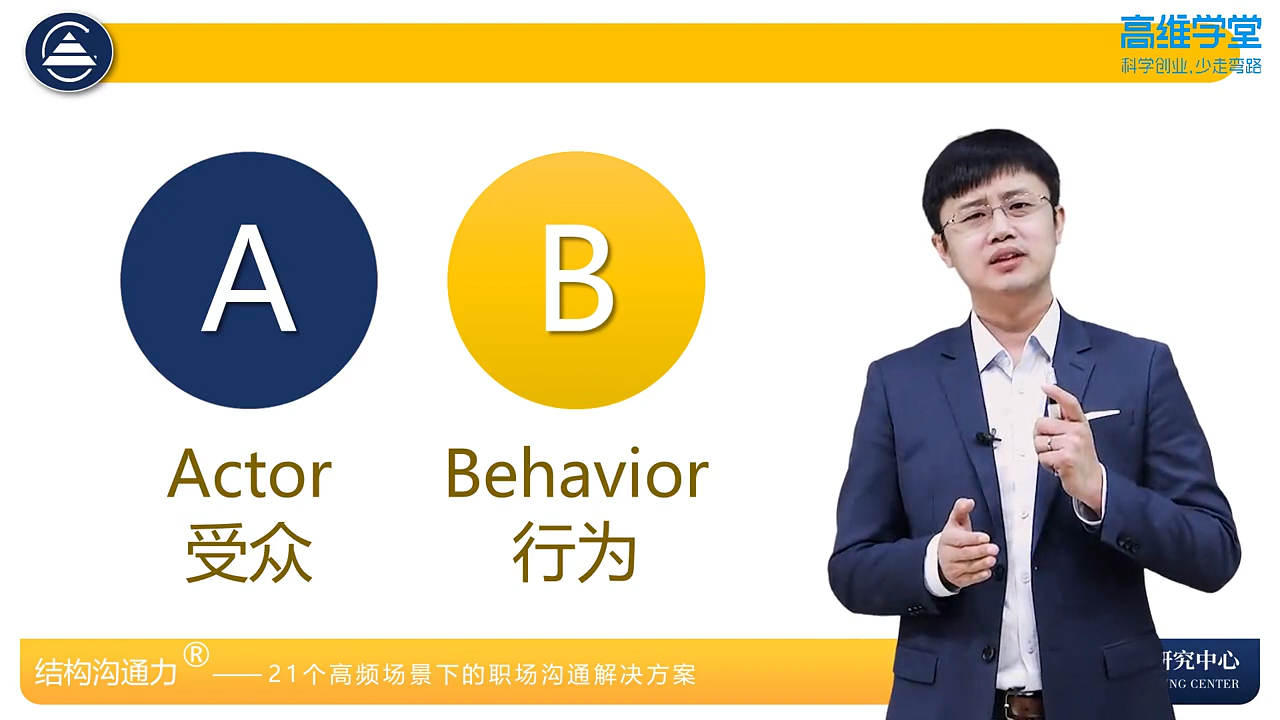 高维学堂
科学创业,少走弯路
A
B
Actor
受众
Behavior
行为
结构沟通力®——21个高频场景下的职场沟通解决方案
研究中心
NG CENTER